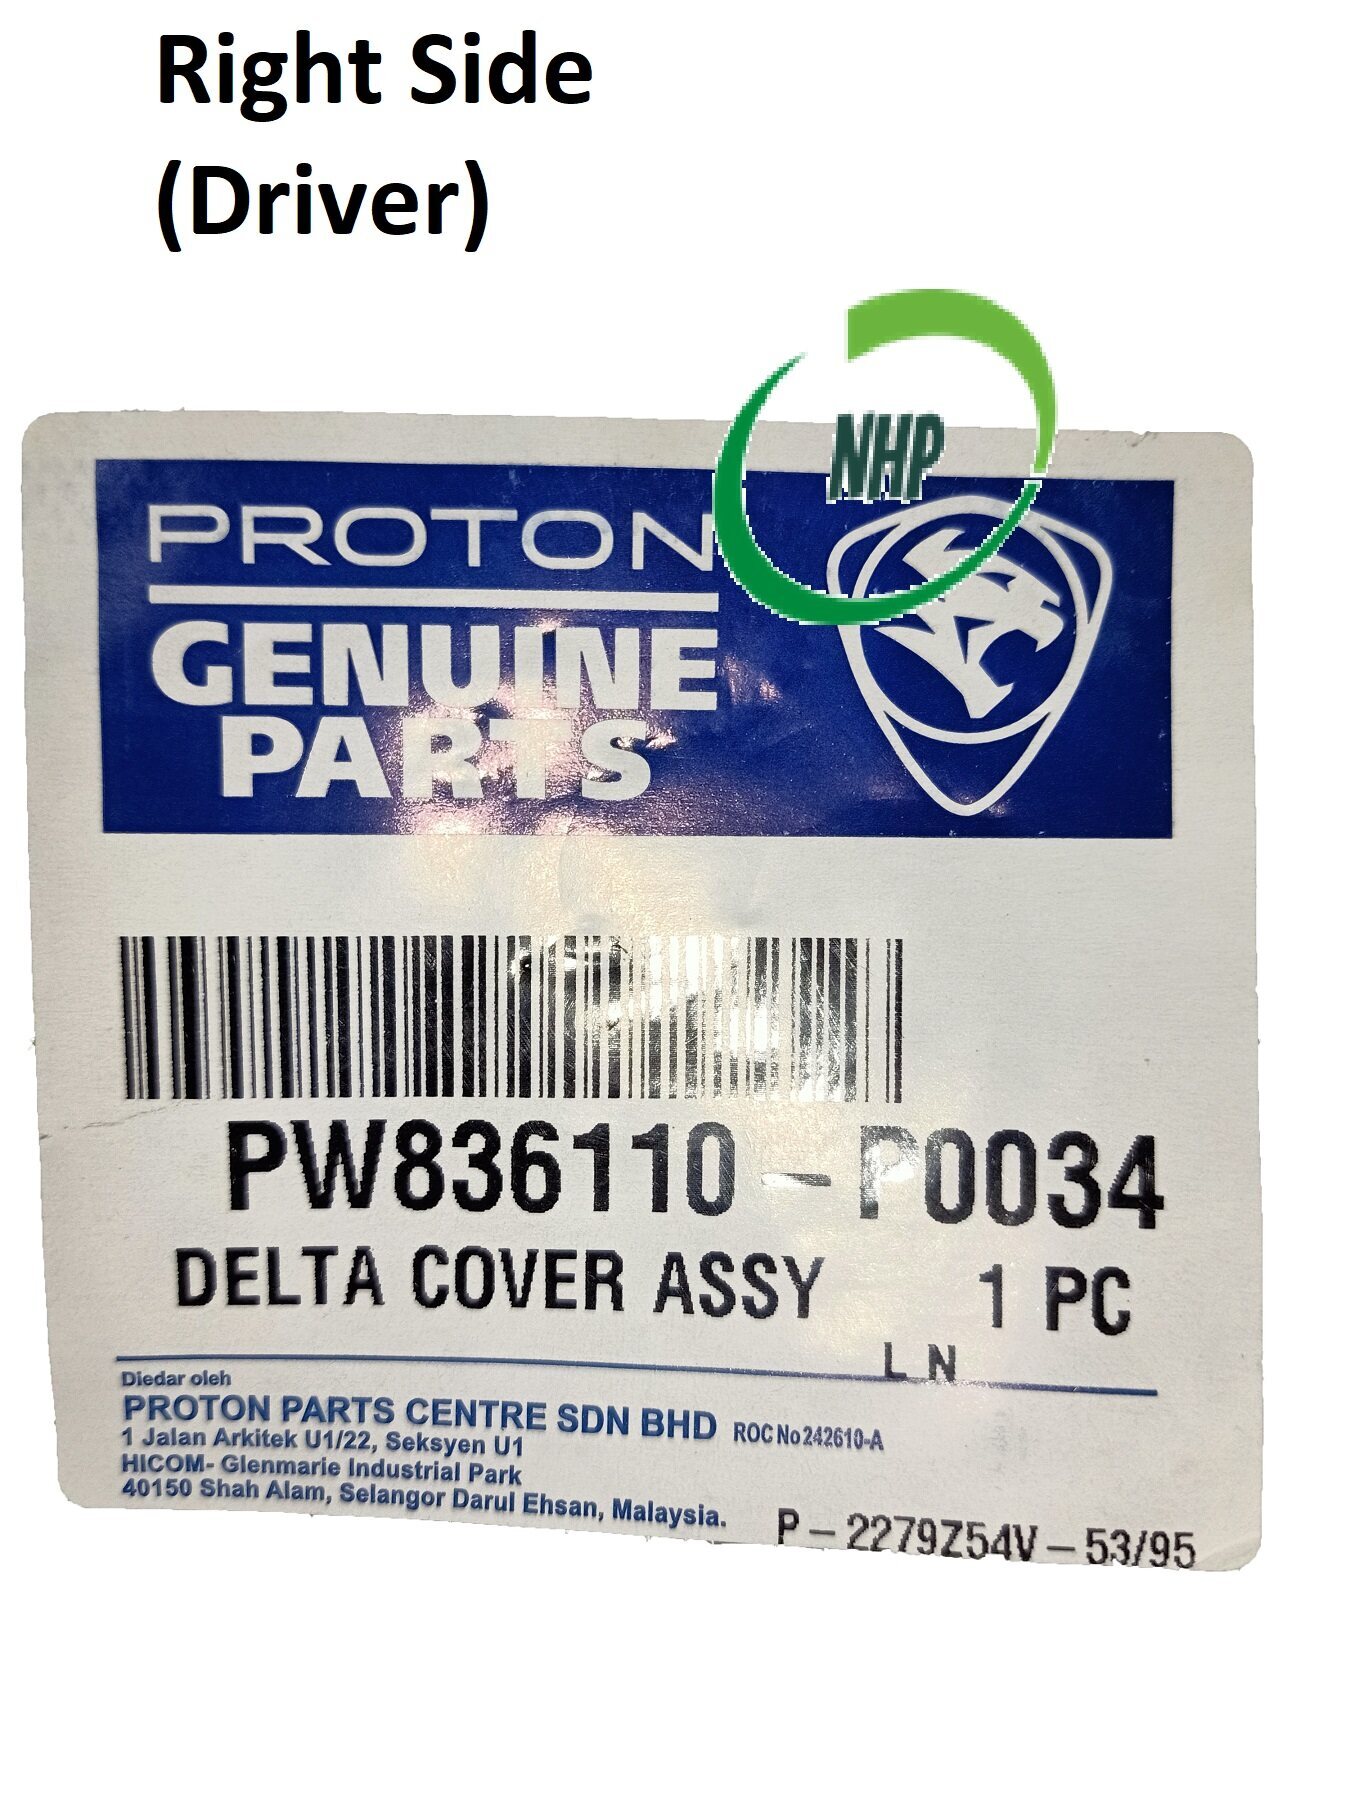 Right Side
(Driver)
NHP
PROTON
GENUINE
PARTS
PW836110-P0034
DELTA COVER ASSY 1 PC
L N
Diedar oleh
PROTON PARTS CENTRE SDN BHD ROC No 242610-A
1 Jalan Arkitek U1/22, Seksyen U1
HICOM- Glenmarie Industrial Park
40150 Shah Alam, Selangor Darul Ehsan, Malaysia.
P-2279Z54V-53/95